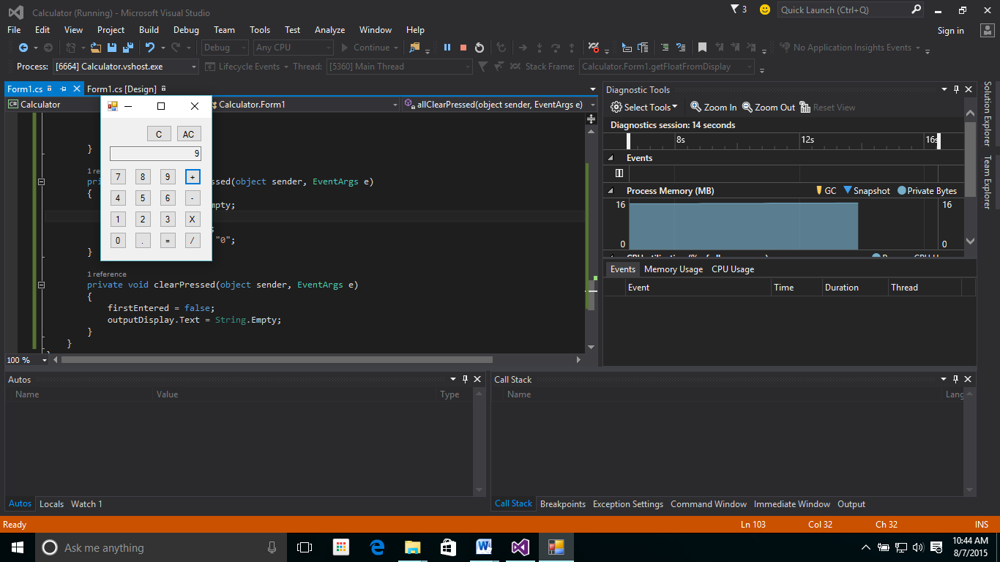 Calculator (Running) - Microsoft Visual Studio
3
Quick Launch (Ctrl+Q)
File Edit View Project Build Debug Team Tools Test Analyze Window Help
Sign in
Debug Any CPU Continue
No Application Insights Events
Process: [6664] Calculator.vshost.exe Lifecycle Events Thread: [5360] Main Thread Stack Frame: Calculator.Form1.getFloatFromDisplay
Form1.cs Form1.cs [Design]
C# Calculator Calculator.Form1 allClearPressed(object sender, EventArgs e)
C AC
9
7 8 9 +
4 5 6 -
1 2 3 X
0 . = /
}
1 re
pri ssed(object sender, EventArgs e)
{
mpty;
;
"0";
}
1 reference
private void clearPressed(object sender, EventArgs e)
{
firstEntered = false;
outputDisplay.Text = String.Empty;
}
}
100 %
Diagnostic Tools
Select Tools Zoom In Zoom Out Reset View
Diagnostics session: 14 seconds
8s 12s 16s
Events
Process Memory (MB) GC Snapshot Private Bytes
16 16
0 0
Events Memory Usage CPU Usage
Event Time Duration Thread
Solution Explorer
Team Explorer
Autos
Name Value Type
Autos Locals Watch 1
Call Stack
Name Lang
Call Stack Breakpoints Exception Settings Command Window Immediate Window Output
Ready Ln 103 Col 32 Ch 32 INS
Ask me anything
10:44 AM
8/7/2015